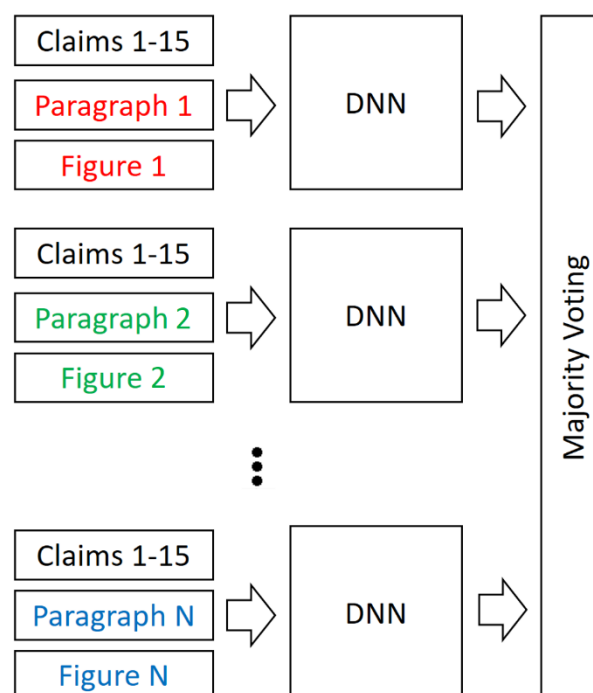 Claims 1-15
Paragraph 1
Figure 1
DNN
Claims 1-15
Paragraph 2
Figure 2
DNN
Claims 1-15
Paragraph N
Figure N
DNN
Majority Voting